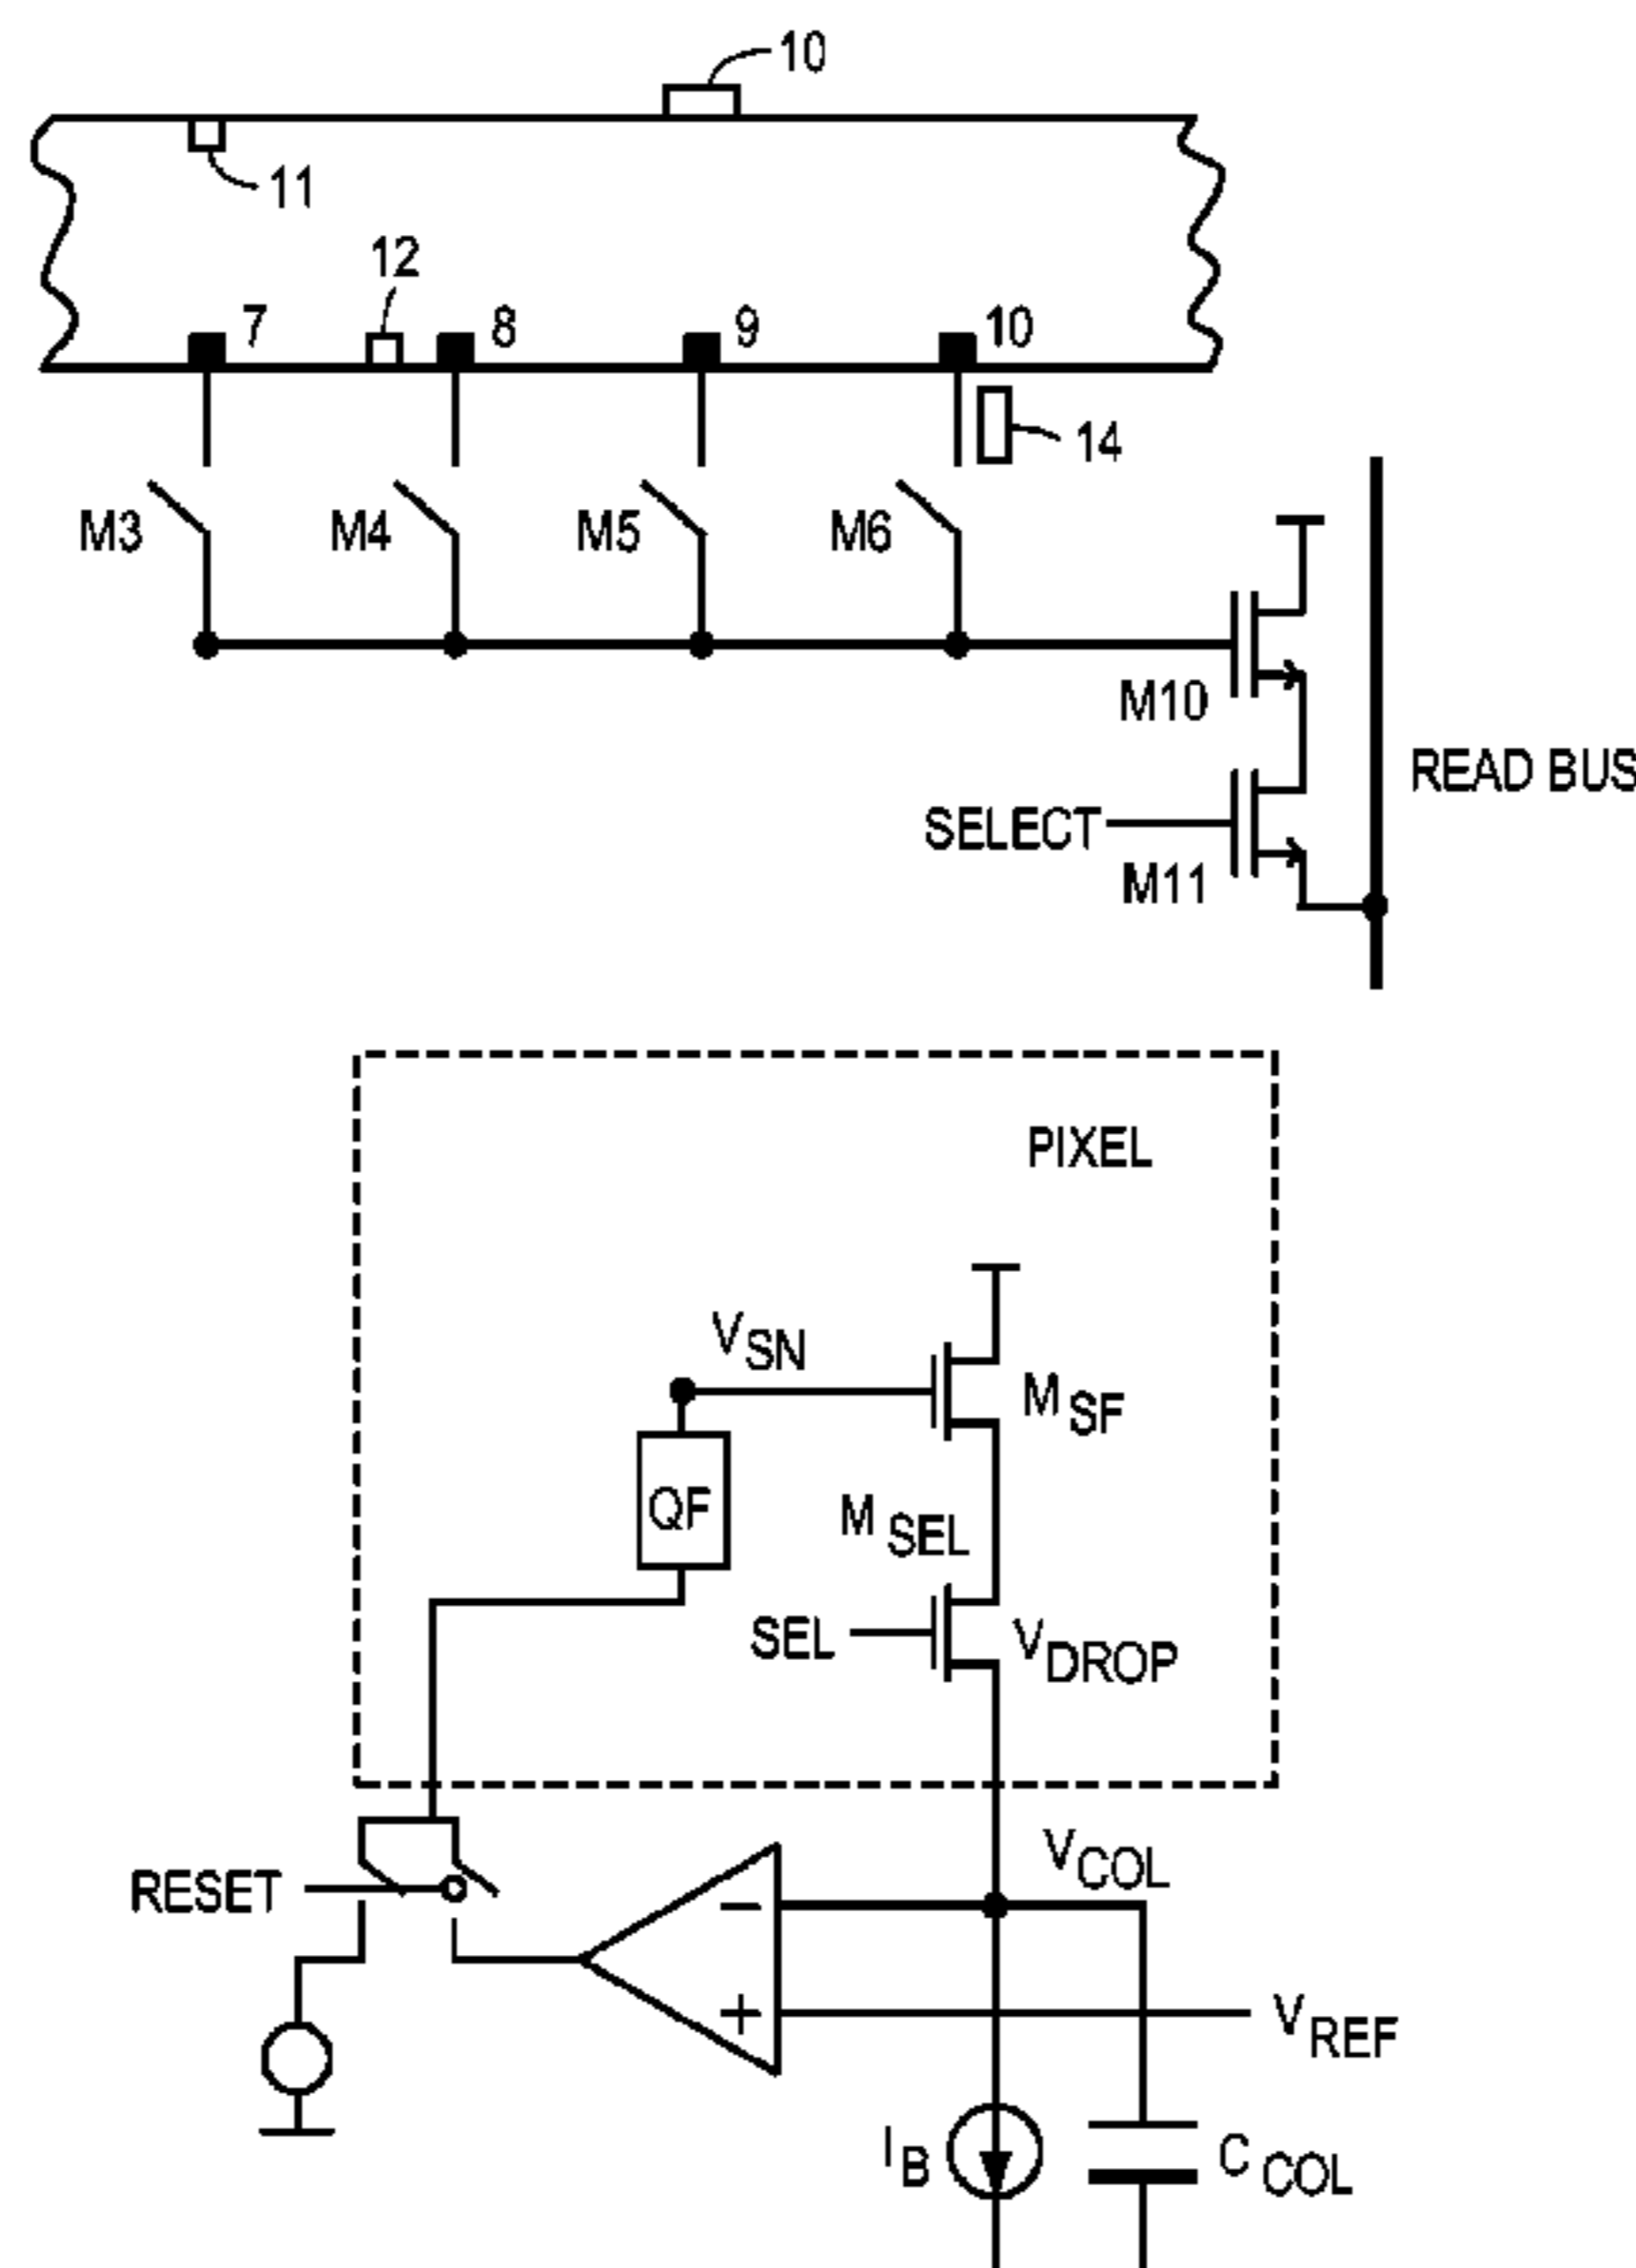 10
11
12
7 8 9 10
14
M3 M4 M5 M6
M10
READ BUS
SELECT
M11
PIXEL
VSN
MSF
QF
MSEL
SEL
VDROP
VCOL
RESET
−
+
VREF
IB
CCOL